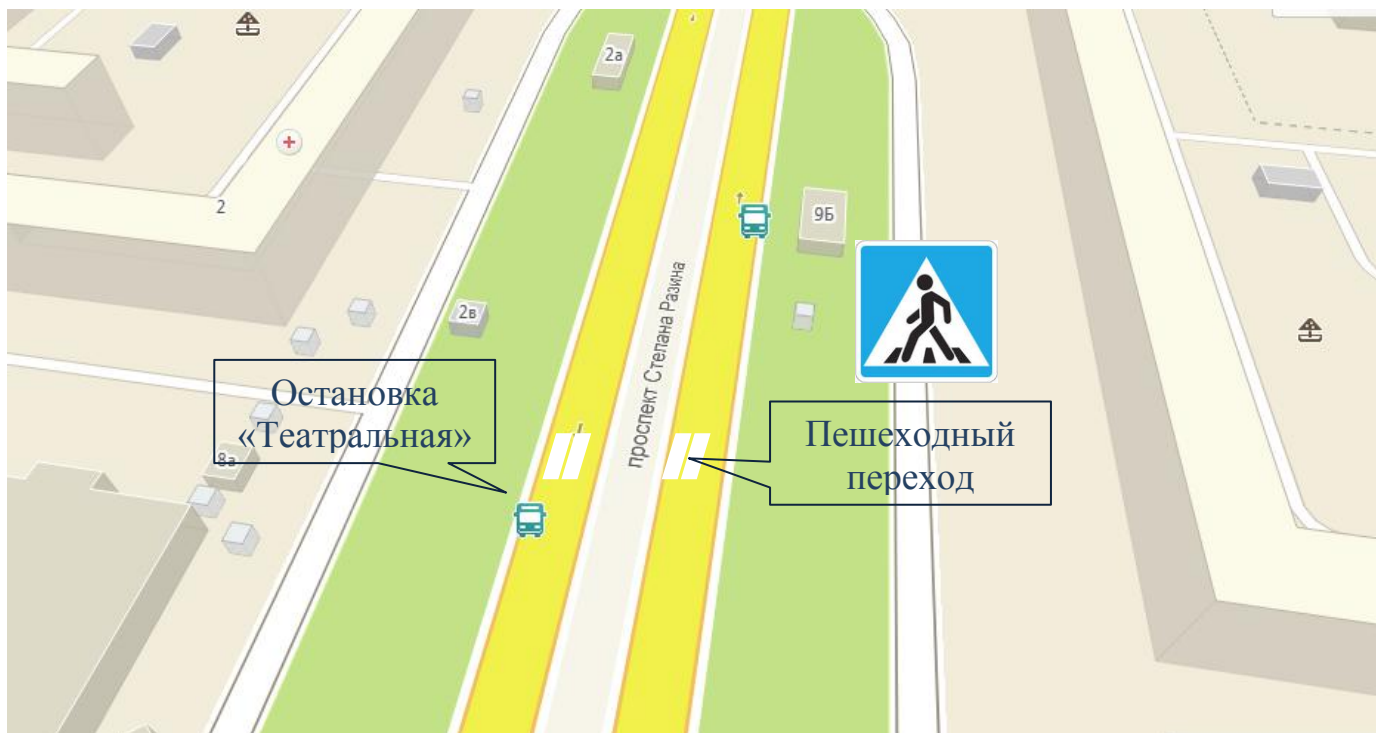 2а
2
9Б
2в
проспект Степана Разина
Остановка
«Театральная»
8а
Пешеходный
переход